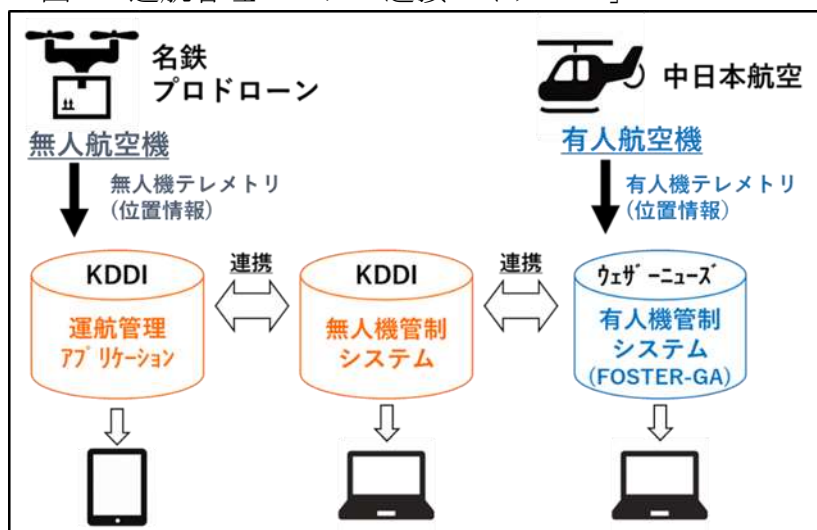 名鉄
プロドローン
中日本航空
無人航空機
有人航空機
無人機テレメトリ
(位置情報)
有人機テレメトリ
(位置情報)
KDDI
連携
KDDI
連携
ｳｪｻﾞｰﾆｭｰｽﾞ
運航管理
ｱﾌﾟﾘｹｰｼｮﾝ
無人機管制
システム
有人機管制
システム
(FOSTER-GA)